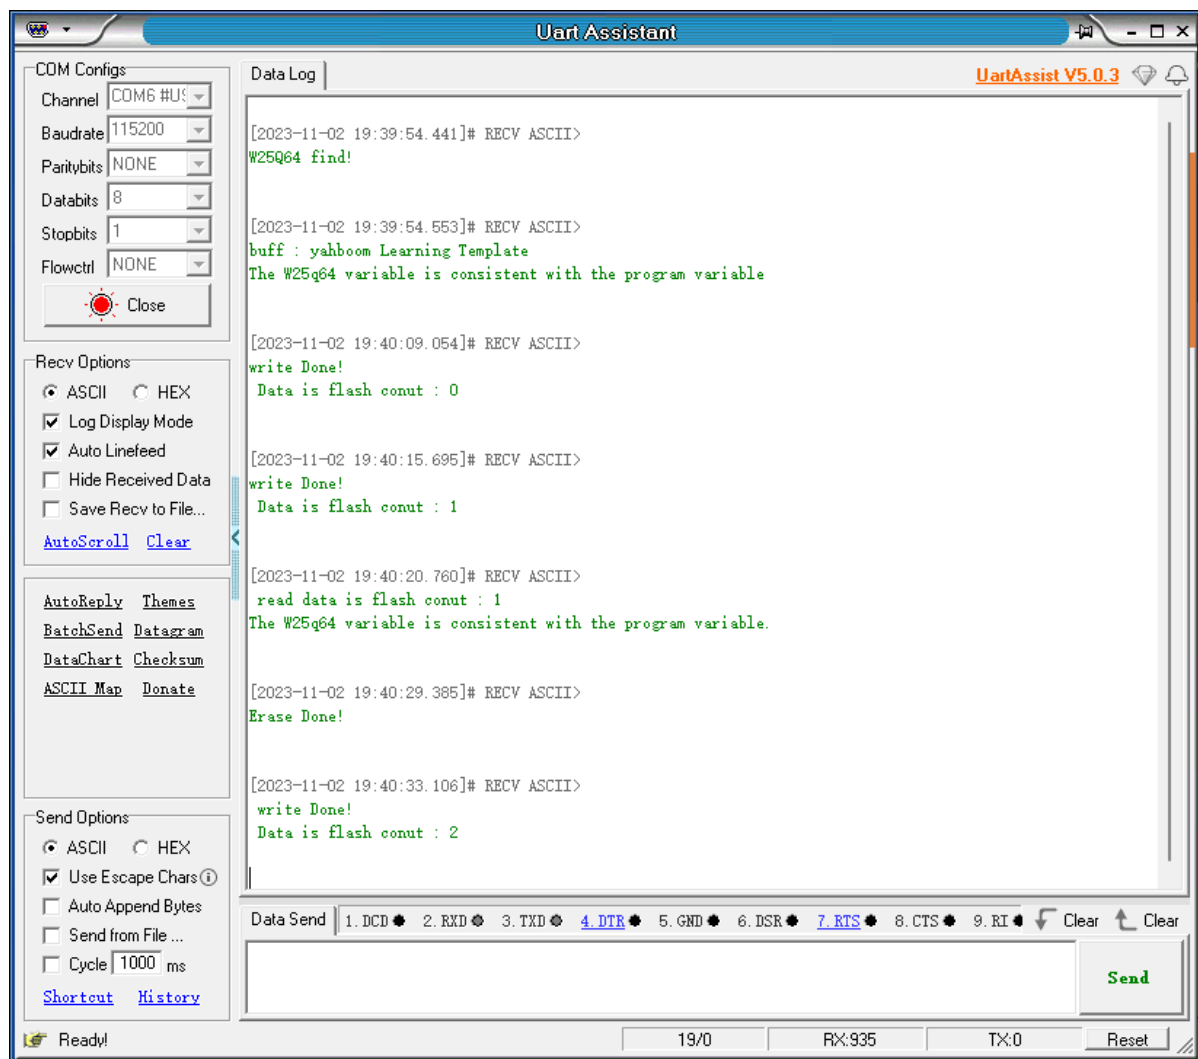 Uart Assistant
COM Configs
Channel COM6 #US
Baudrate 115200
Paritybits NONE
Databits 8
Stopbits 1
Flowctrl NONE
Close
Recv Options
ASCII HEX
Log Display Mode
Auto Linefeed
Hide Received Data
Save Recv to File...
AutoScroll Clear
AutoReply Themes
BatchSend Datagram
DataChart Checksum
ASCII Map Donate
Send Options
ASCII HEX
Use Escape Chars
Auto Append Bytes
Send from File ...
Cycle 1000 ms
Shortcut History
Data Log UartAssist V5.0.3
[2023-11-02 19:39:54.441]# RECV ASCII>
W25Q64 find!
[2023-11-02 19:39:54.553]# RECV ASCII>
buff : yahboom Learning Template
The W25q64 variable is consistent with the program variable
[2023-11-02 19:40:09.054]# RECV ASCII>
write Done!
Data is flash conut : 0
[2023-11-02 19:40:15.695]# RECV ASCII>
write Done!
Data is flash conut : 1
[2023-11-02 19:40:20.760]# RECV ASCII>
read data is flash conut : 1
The W25q64 variable is consistent with the program variable.
[2023-11-02 19:40:29.385]# RECV ASCII>
Erase Done!
[2023-11-02 19:40:33.106]# RECV ASCII>
write Done!
Data is flash conut : 2
Data Send 1.DCD 2.RXD 3.TXD 4.DTR 5.GND 6.DSR 7.RTS 8.CTS 9.RI Clear Clear
Send
Ready! 19/0 RX:935 TX:0 Reset